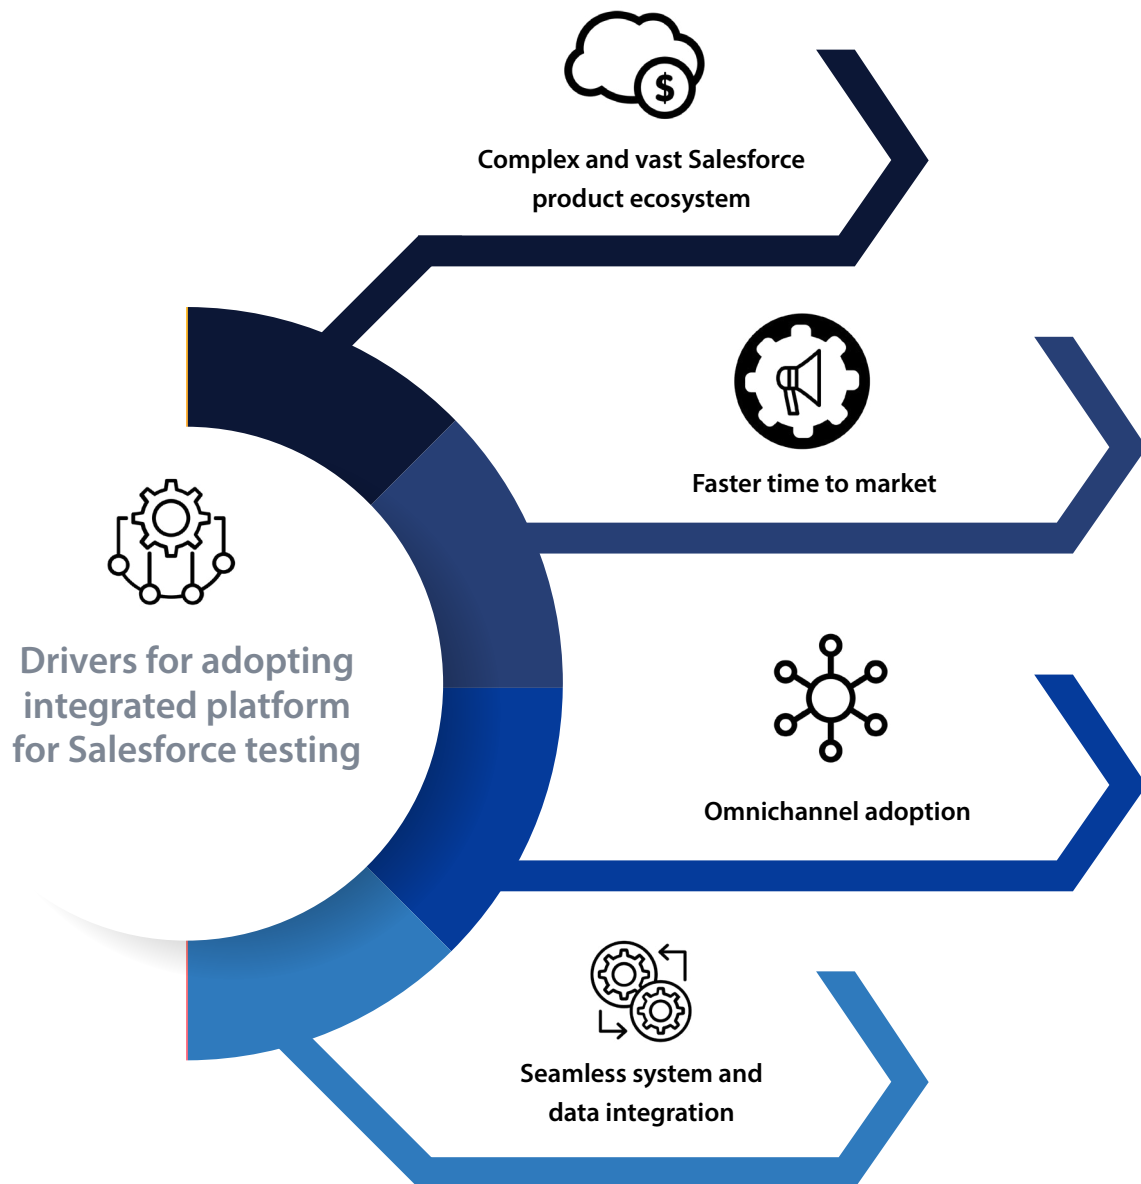 $
Complex and vast Salesforce
product ecosystem
Faster time to market
Drivers for adopting
integrated platform
for Salesforce testing
Omnichannel adoption
Seamless system and
data integration